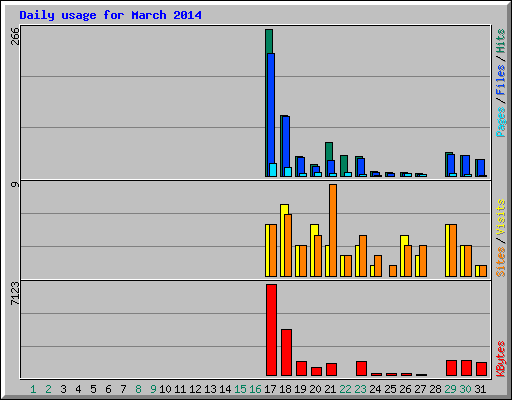 Daily usage for March 2014
266
Pages / Files / Hits
9
Sites / Visits
7123
KBytes
1 2 3 4 5 6 7 8 9 10 11 12 13 14 15 16 17 18 19 20 21 22 23 24 25 26 27 28 29 30 31